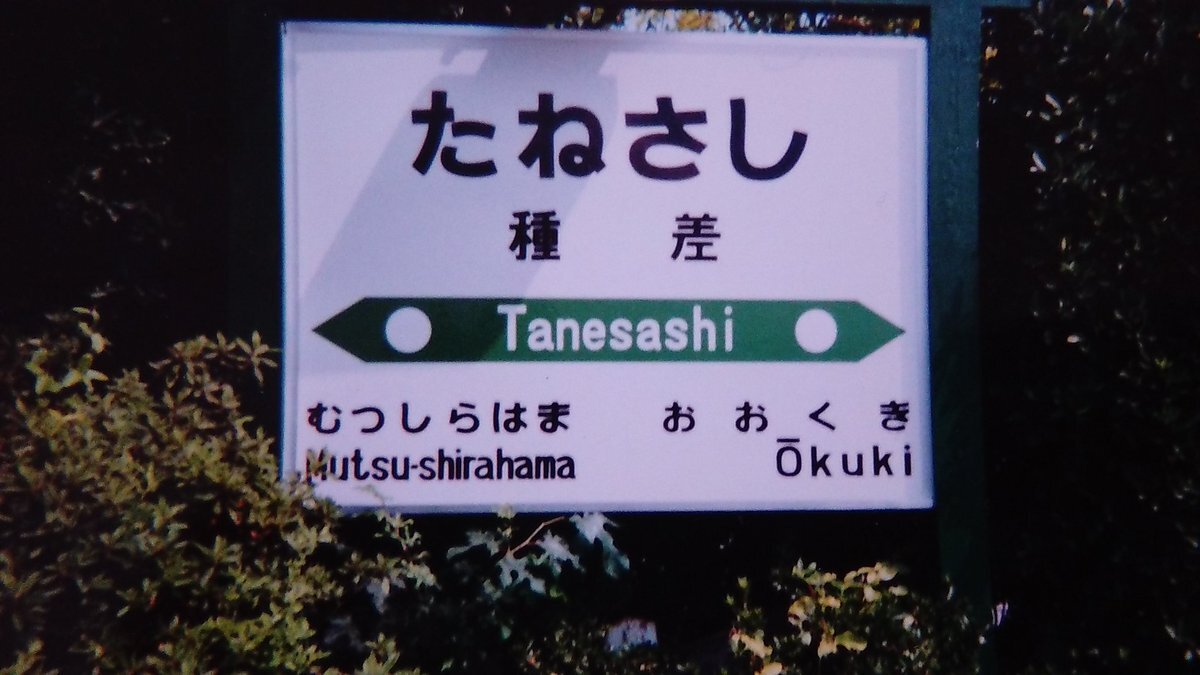 たねさし
種 差
Tanesashi
むつしらはま おおくき
Mutsu-shirahama Ōkuki